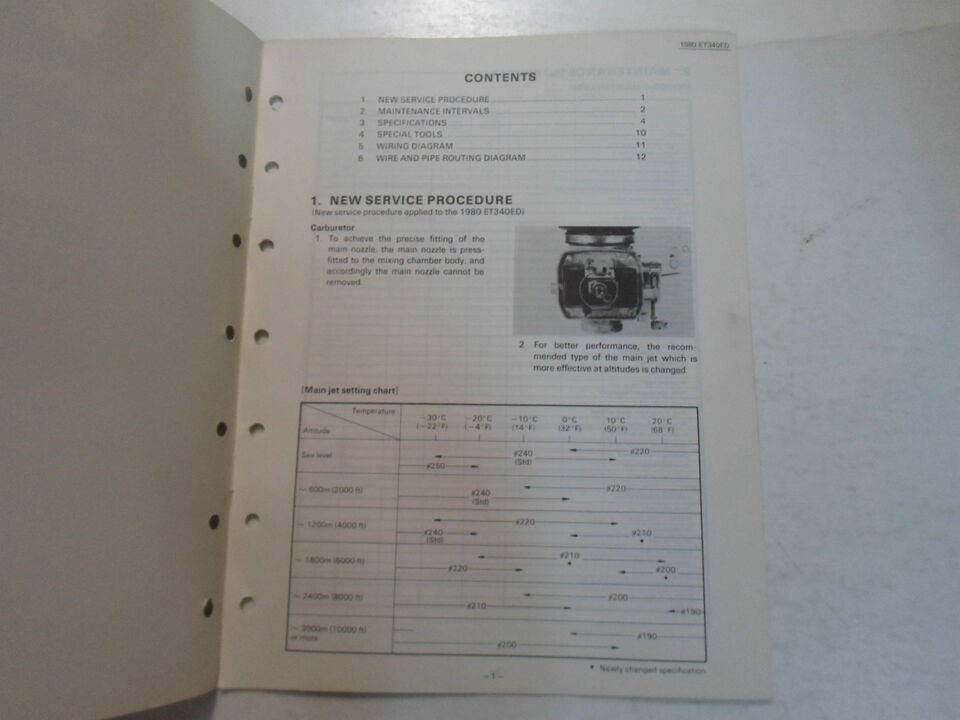 1980 ET340ED
CONTENTS
1. NEW SERVICE PROCEDURE 1
2. MAINTENANCE INTERVALS 2
3 SPECIFICATIONS 4
4. SPECIAL TOOLS 10
5. WIRING DIAGRAM 11
6. WIRE AND PIPE ROUTING DIAGRAM 12
1. NEW SERVICE PROCEDURE
(New service procedure applied to the 1980 ET340ED)
Carburetor
1. To achieve the precise fitting of the
main nozzle, the main nozzle is press-
fitted to the mixing chamber body, and
accordingly the main nozzle cannot be
removed.
2. For better performance, the recom-
mended type of the main jet which is
more effective at altitudes is changed.
[Main jet setting chart]
Temperature
Altitude
-30°C -20°C -10°C 0°C 10°C 20°C
(-22°F) (-4°F) (14°F) (32°F) (50°F) (68°F)
Sea level #240 #220
#250 (Std)
~ 600m (2000 ft) #240 #220
(Std)
~ 1200m (4000 ft) #220
#240 #210
(Std) *
~ 1800m (6000 ft) #210
#220 * #200
*
~ 2400m (8000 ft) #200
#210 #190
~ 3000m (10000 ft) #190
or more #200
* Newly changed specification
-1-